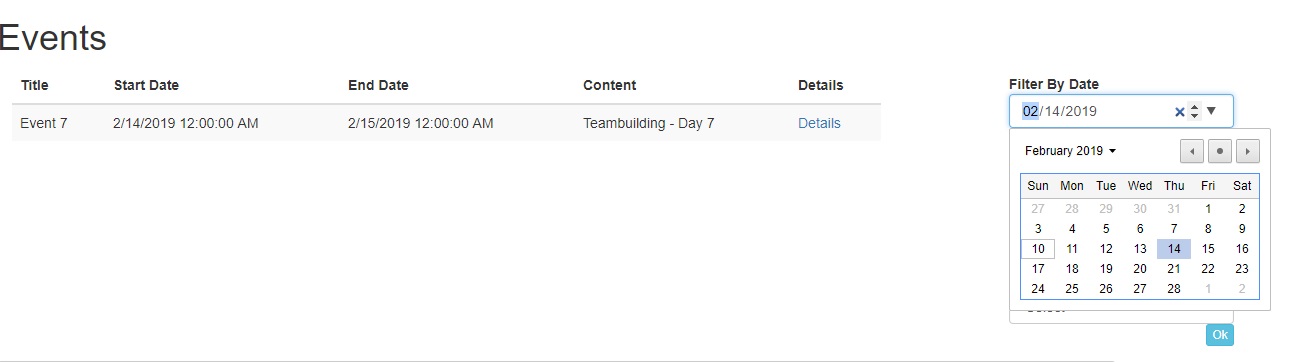 Events
Title Start Date End Date Content Details
Event 7 2/14/2019 12:00:00 AM 2/15/2019 12:00:00 AM Teambuilding - Day 7 Details
Filter By Date
02/14/2019
February 2019
Sun Mon Tue Wed Thu Fri Sat
27 28 29 30 31 1 2
3 4 5 6 7 8 9
10 11 12 13 14 15 16
17 18 19 20 21 22 23
24 25 26 27 28 1 2
Ok